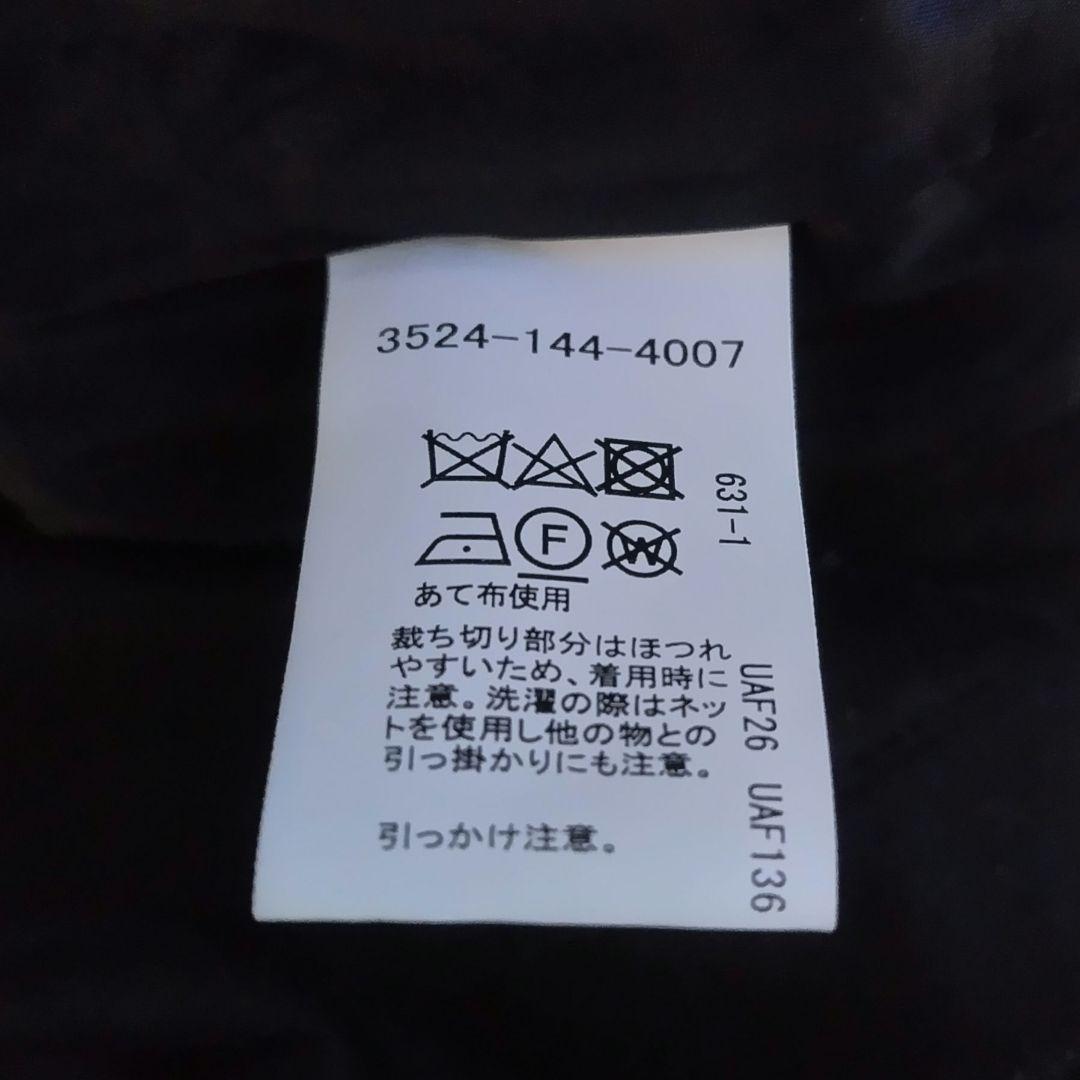 3524-144-4007
F
W
631-1
あて布使用
裁ち切り部分はほつれ
やすいため、着用時に
注意。洗濯の際はネッ
トを使用し他の物との
引っ掛かりにも注意。
引っかけ注意。
UAF26 UAF136